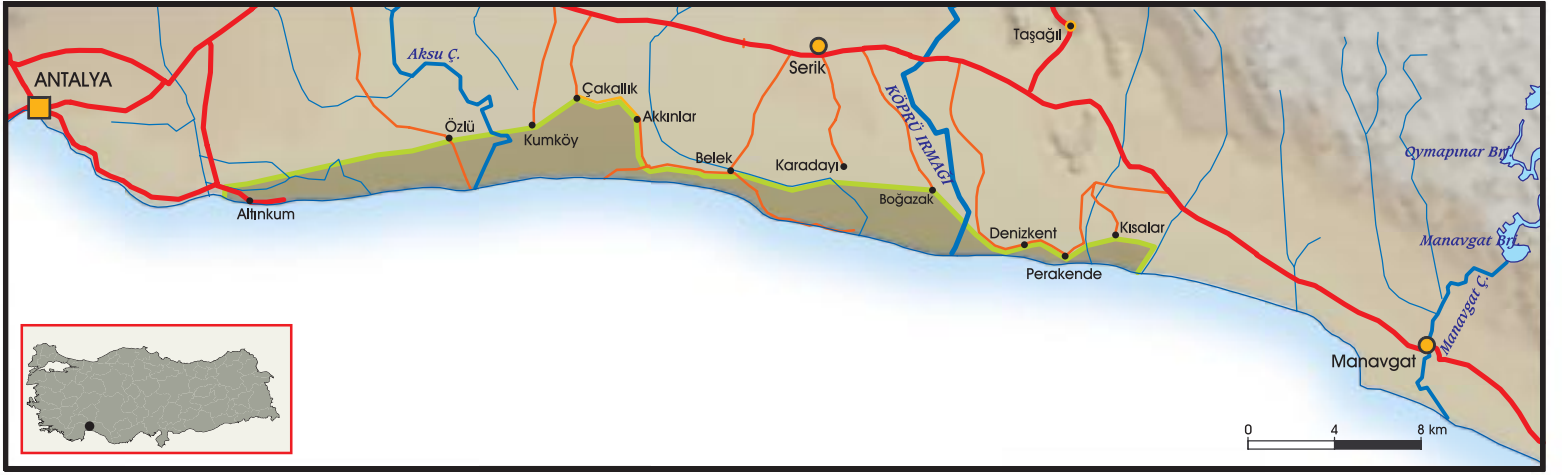 ANTALYA
Aksu Ç.
Serik
Taşağıl
Çakallık
Akkınlar
Özlü
Kumköy
KÖPRÜ IRMAGI
Belek
Karadayı
Boğazak
Oymapınar Brj.
Altınkum
Denizkent
Kısalar
Perakende
Manavgat Brj.
Manavgat Ç.
Manavgat
0 4 8 km